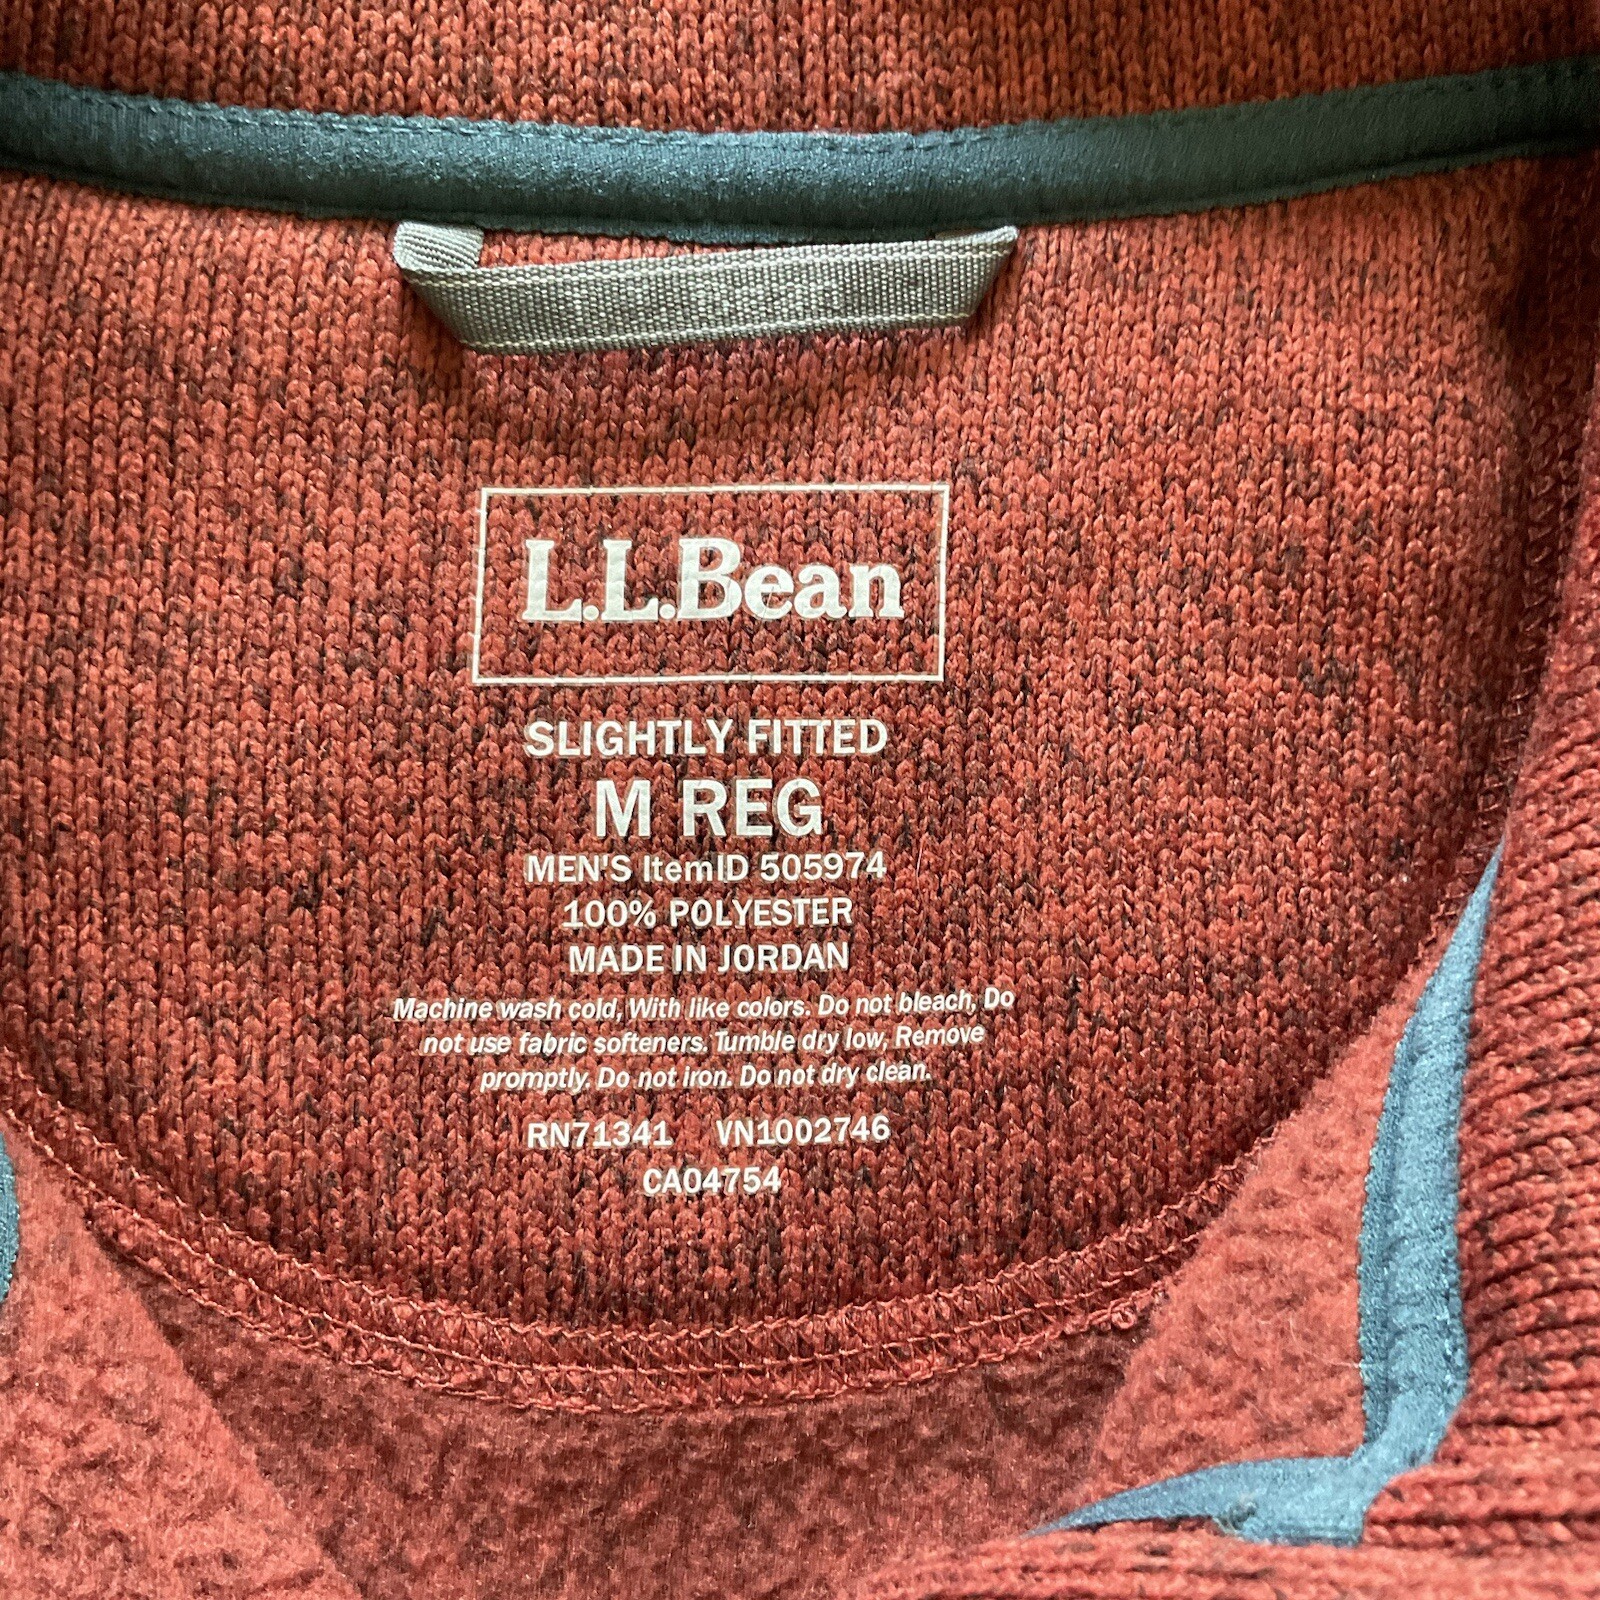 L.L.Bean
SLIGHTLY FITTED
M REG
MEN'S ItemID 505974
100% POLYESTER
MADE IN JORDAN
Machine wash cold, With like colors. Do not bleach, Do
not use fabric softeners. Tumble dry low, Remove
promptly. Do not iron. Do not dry clean.
RN71341 VN1002746
CA04754